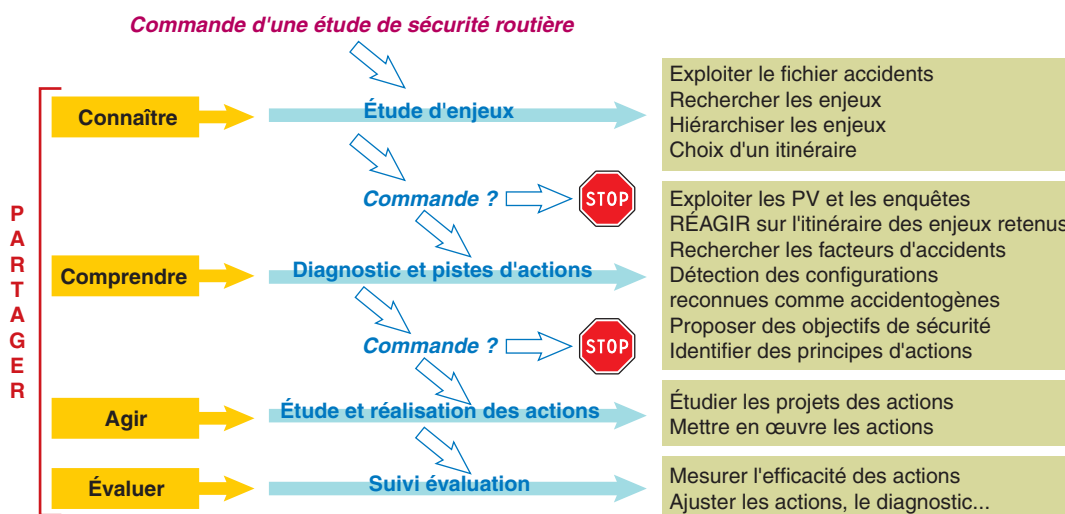 Commande d'une étude de sécurité routière
PARTAGER
Connaître
Étude d'enjeux
Exploiter le fichier accidents
Rechercher les enjeux
Hiérarchiser les enjeux
Choix d'un itinéraire
Commande ?
STOP
Comprendre
Diagnostic et pistes d'actions
Exploiter les PV et les enquêtes
RÉAGIR sur l'itinéraire des enjeux retenus
Rechercher les facteurs d'accidents
Détection des configurations
reconnues comme accidentogènes
Proposer des objectifs de sécurité
Identifier des principes d'actions
Commande ?
STOP
Agir
Étude et réalisation des actions
Étudier les projets des actions
Mettre en œuvre les actions
Évaluer
Suivi évaluation
Mesurer l'efficacité des actions
Ajuster les actions, le diagnostic...